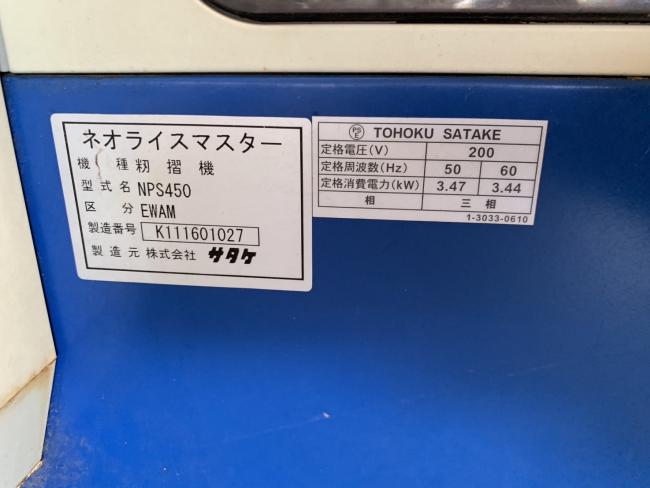 ネオライスマスター
機 種 籾 摺 機
型 式 名 NPS450
区 分 EWAM
製造番号 K111601027
製 造 元 株式会社 サタケ
PS E TOHOKU SATAKE
定格電圧(V) 200
定格周波数(Hz) 50 60
定格消費電力(kW) 3.47 3.44
相 三 相
1-3033-0610